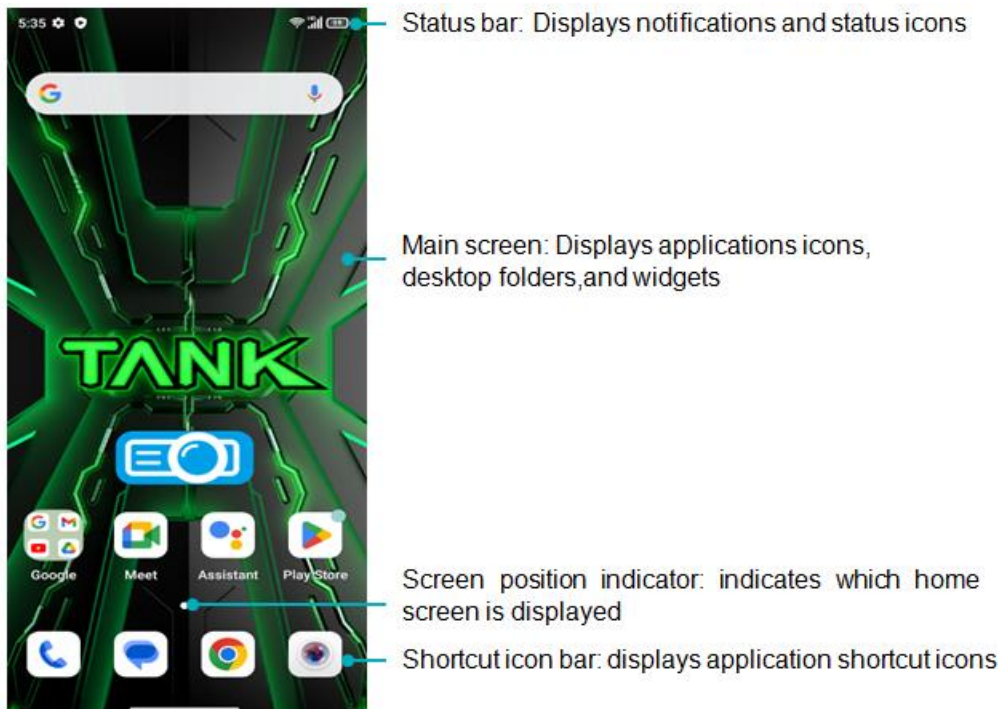 5:35
Status bar: Displays notifications and status icons
Main screen: Displays applications icons,
desktop folders,and widgets
TANK
Google Meet Assistant Play Store
Screen position indicator: indicates which home
screen is displayed
Shortcut icon bar: displays application shortcut icons